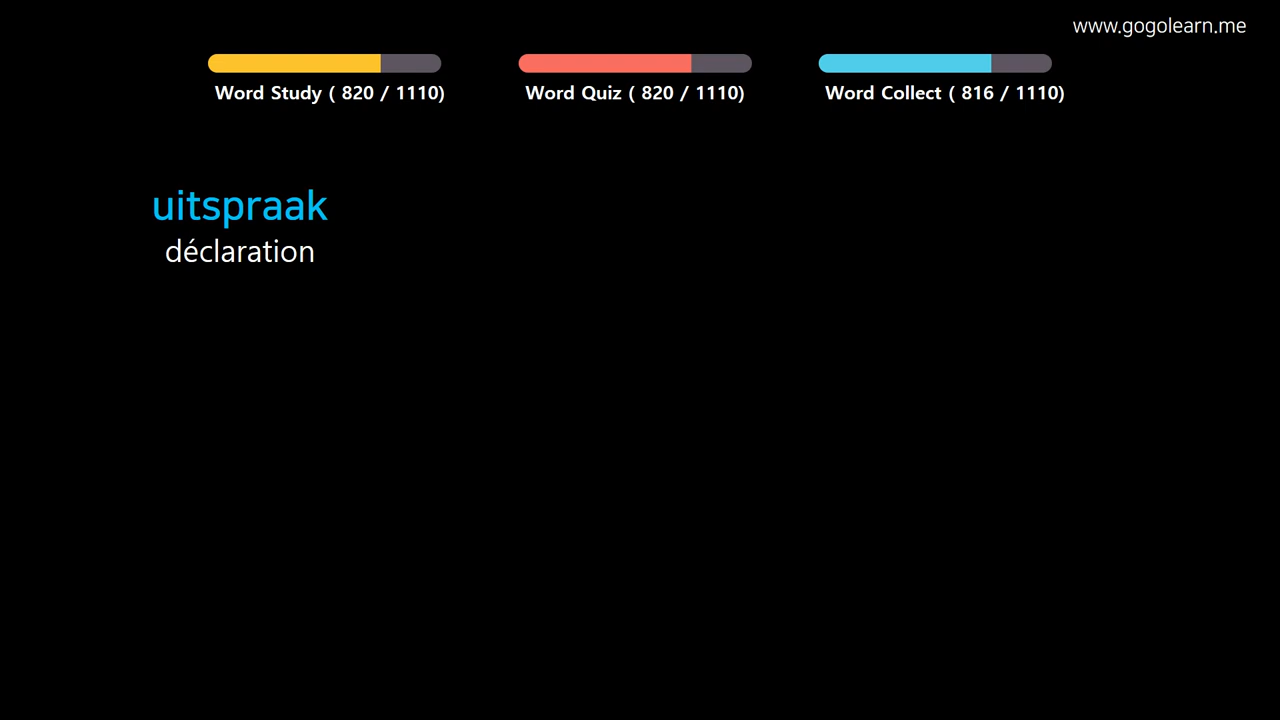 www.gogolearn.me
Word Study ( 820 / 1110)
Word Quiz ( 820 / 1110)
Word Collect ( 816 / 1110)
uitspraak
déclaration